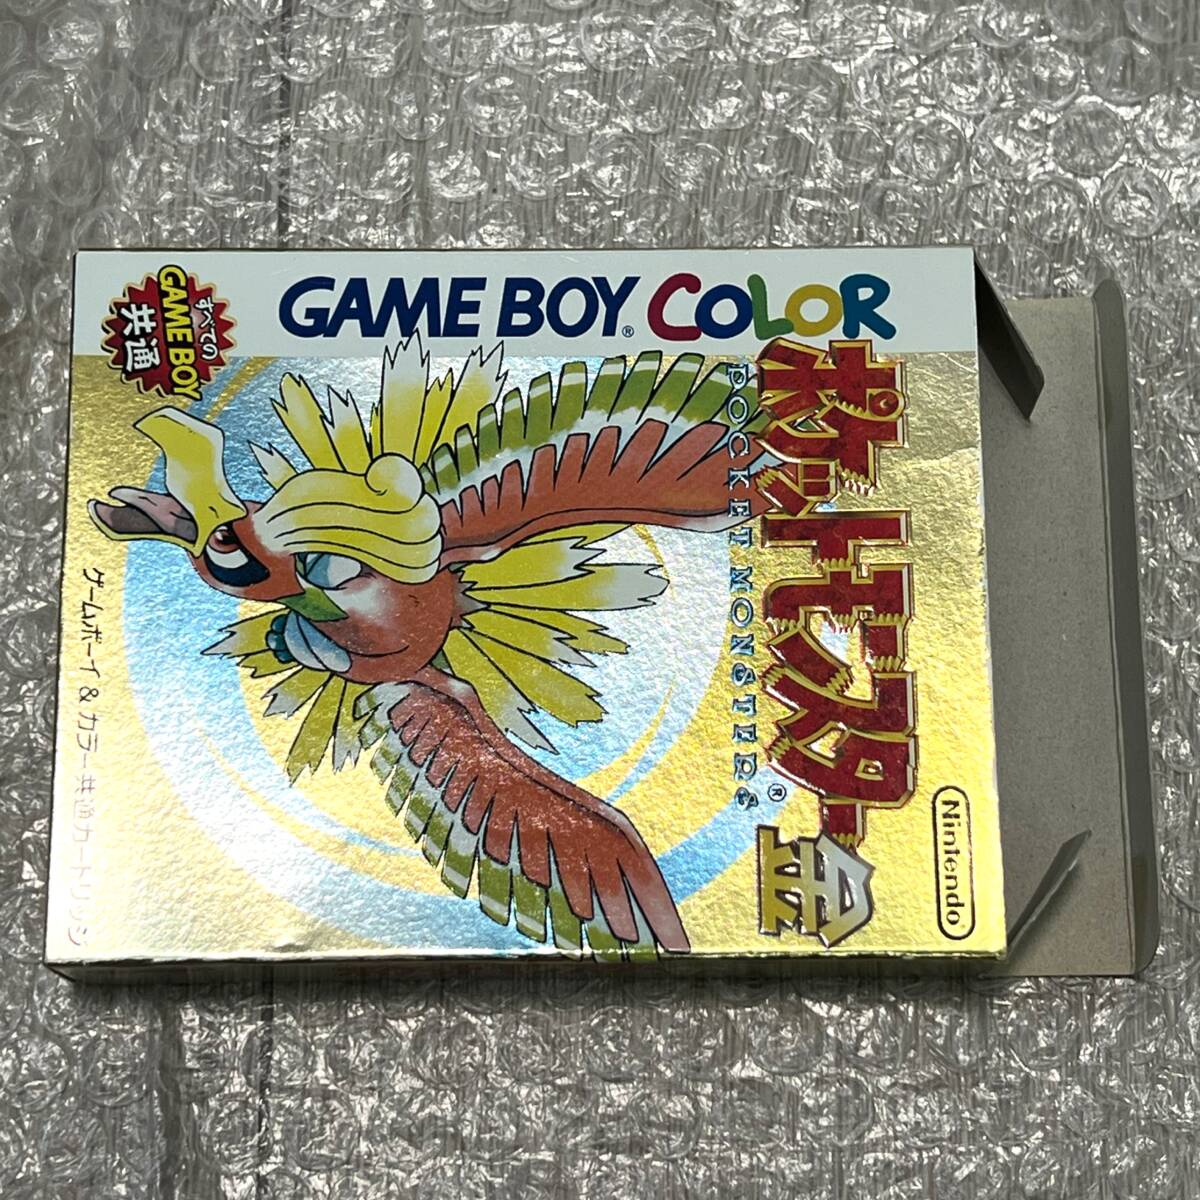 GAME BOY® COLOR
すべての
GAME BOY
共通
ポケットモンスター
POCKET MONSTERS®
金
Nintendo®
ゲームボーイ&カラー共通カートリッジ